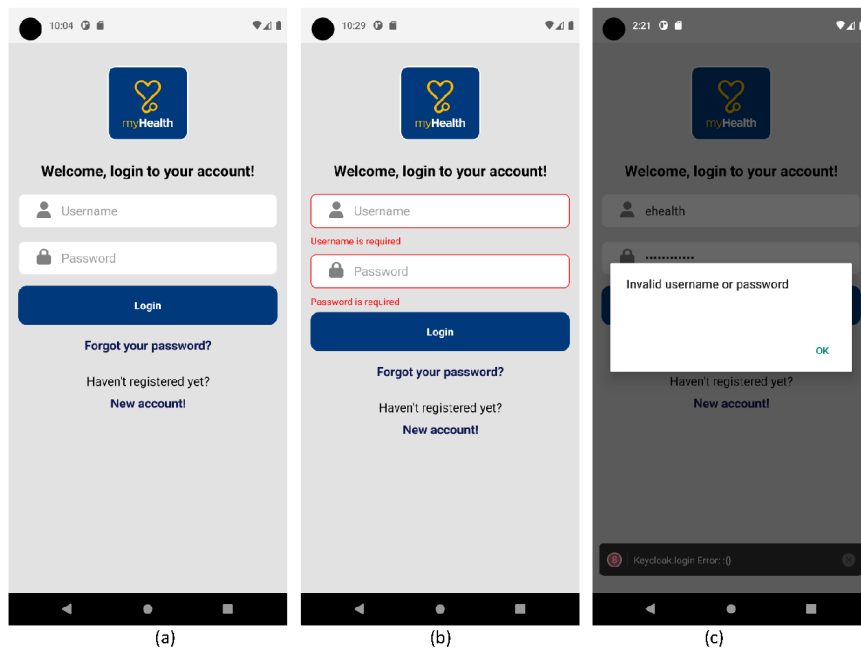 10:04
myHealth
Welcome, login to your account!
Username
Password
Login
Forgot your password?
Haven't registered yet?
New account!
(a)
10:29
myHealth
Welcome, login to your account!
Username
Username is required
Password
Password is required
Login
Forgot your password?
Haven't registered yet?
New account!
(b)
2:21
myHealth
Welcome, login to your account!
ehealth
••••••••••••
Invalid username or password
OK
Haven't registered yet?
New account!
Keycloak.login Error: :()
(c)